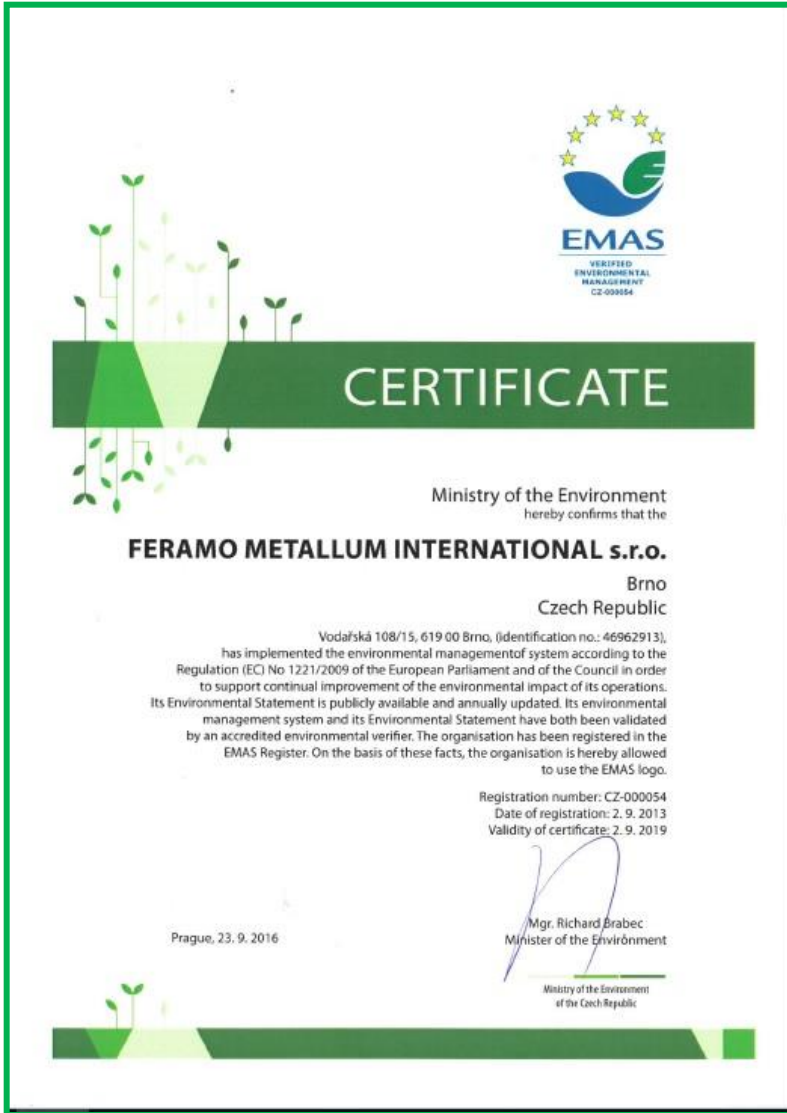 EMAS
VERIFIED
ENVIRONMENTAL
MANAGEMENT
CZ-000054
CERTIFICATE
Ministry of the Environment
hereby confirms that the
FERAMO METALLUM INTERNATIONAL s.r.o.
Brno
Czech Republic
Vodařská 108/15, 619 00 Brno, (identification no.: 46962913),
has implemented the environmental managementof system according to the
Regulation (EC) No 1221/2009 of the European Parliament and of the Council in order
to support continual improvement of the environmental impact of its operations.
Its Environmental Statement is publicly available and annually updated. Its environmental
management system and its Environmental Statement have both been validated
by an accredited environmental verifier. The organisation has been registered in the
EMAS Register. On the basis of these facts, the organisation is hereby allowed
to use the EMAS logo.
Registration number: CZ-000054
Date of registration: 2. 9. 2013
Validity of certificate: 2. 9. 2019
Prague, 23. 9. 2016
Mgr. Richard Brabec
Minister of the Environment
Ministry of the Environment
of the Czech Republic